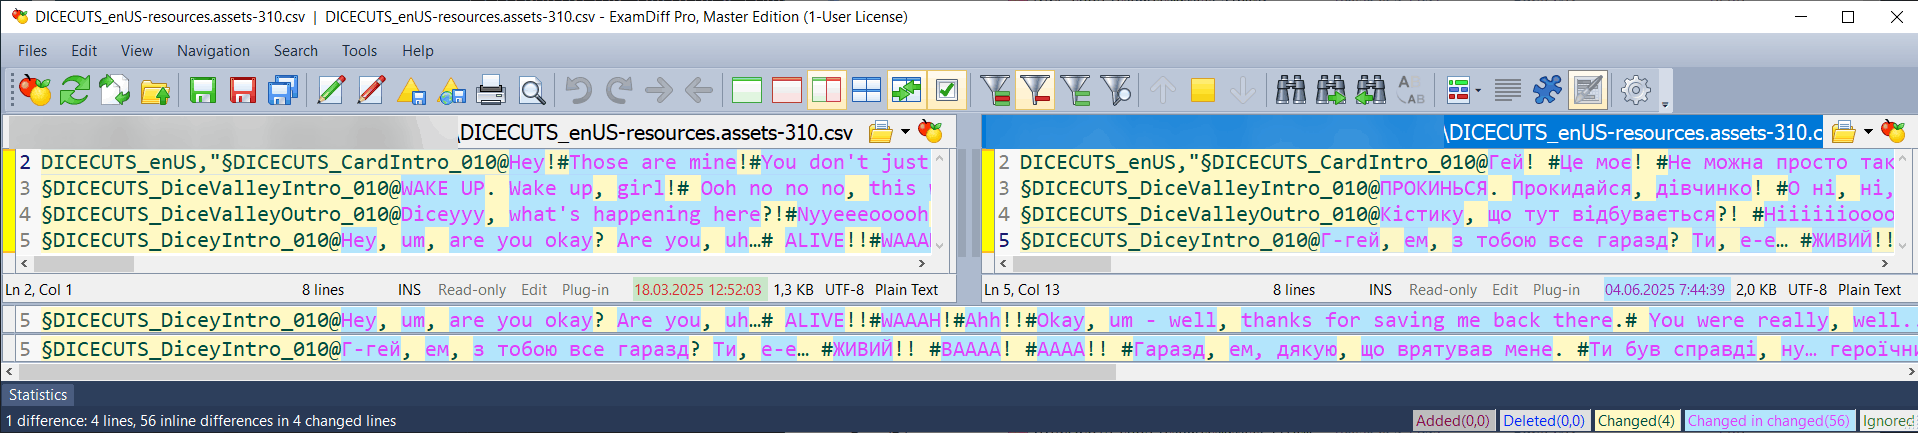 DICECUTS_enUS-resources.assets-310.csv | DICECUTS_enUS-resources.assets-310.csv - ExamDiff Pro, Master Edition (1-User License)
Files Edit View Navigation Search Tools Help
\DICECUTS_enUS-resources.assets-310.csv
2 DICECUTS_enUS,"§DICECUTS_CardIntro_010@Hey!#Those are mine!#You don't just
3 §DICECUTS_DiceValleyIntro_010@WAKE UP. Wake up, girl!# Ooh no no no, this
4 §DICECUTS_DiceValleyOutro_010@Diceyyy, what's happening here?!#Nyyeeeooooh
5 §DICECUTS_DiceyIntro_010@Hey, um, are you okay? Are you, uh…# ALIVE!!#WAAAH
Ln 2, Col 1 8 lines INS Read-only Edit Plug-in 18.03.2025 12:52:03 1,3 KB UTF-8 Plain Text
\DICECUTS_enUS-resources.assets-310.c
2 DICECUTS_enUS,"§DICECUTS_CardIntro_010@Гей! #Це моє! #Не можна просто так
3 §DICECUTS_DiceValleyIntro_010@ПРОКИНЬСЯ. Прокидайся, дівчинко! #О ні, ні,
4 §DICECUTS_DiceValleyOutro_010@Кістику, що тут відбувається?! #Ніііііioooo
5 §DICECUTS_DiceyIntro_010@Г-гей, ем, з тобою все гаразд? Ти, е-е… #ЖИВИЙ!!
Ln 5, Col 13 8 lines INS Read-only Edit Plug-in 04.06.2025 7:44:39 2,0 KB UTF-8 Plain Text
5 §DICECUTS_DiceyIntro_010@Hey, um, are you okay? Are you, uh…# ALIVE!!#WAAAH!#Ahh!!#Okay, um - well, thanks for saving me back there.# You were really, well..
5 §DICECUTS_DiceyIntro_010@Г-гей, ем, з тобою все гаразд? Ти, е-е… #ЖИВИЙ!! #ВАААА! #АААА!! #Гаразд, ем, дякую, що врятував мене. #Ти був справді, ну… героїчни
Statistics
1 difference: 4 lines, 56 inline differences in 4 changed lines
Added(0,0) Deleted(0,0) Changed(4) Changed in changed(56) Ignored